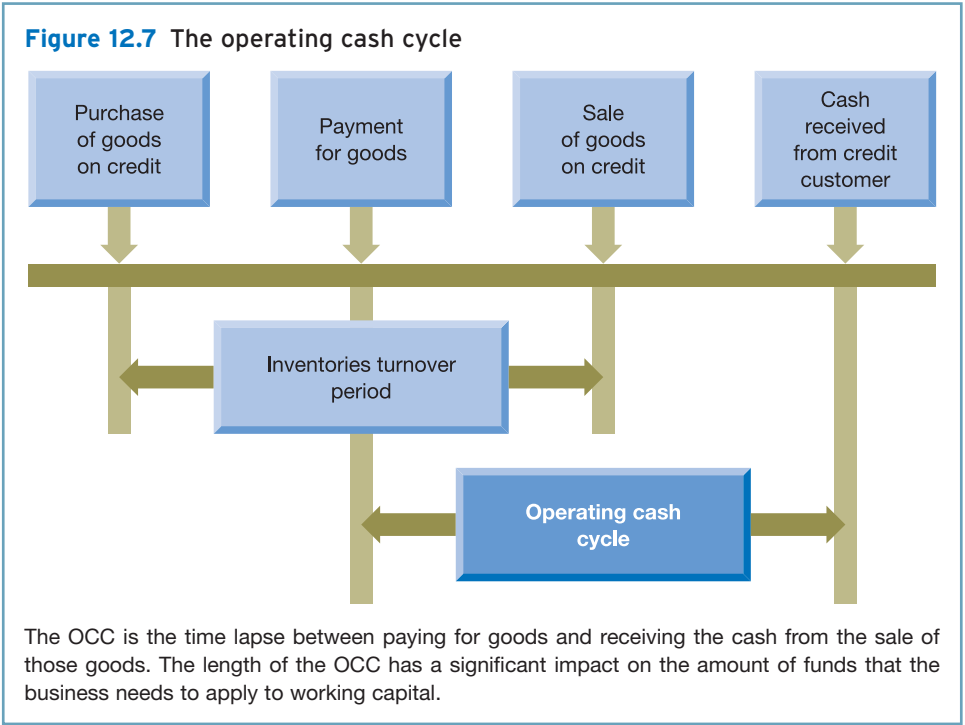 Figure 12.7 The operating cash cycle
Purchase
of goods
on credit
Payment
for goods
Sale
of goods
on credit
Cash
received
from credit
customer
Inventories turnover
period
Operating cash
cycle
The OCC is the time lapse between paying for goods and receiving the cash from the sale of
those goods. The length of the OCC has a significant impact on the amount of funds that the
business needs to apply to working capital.